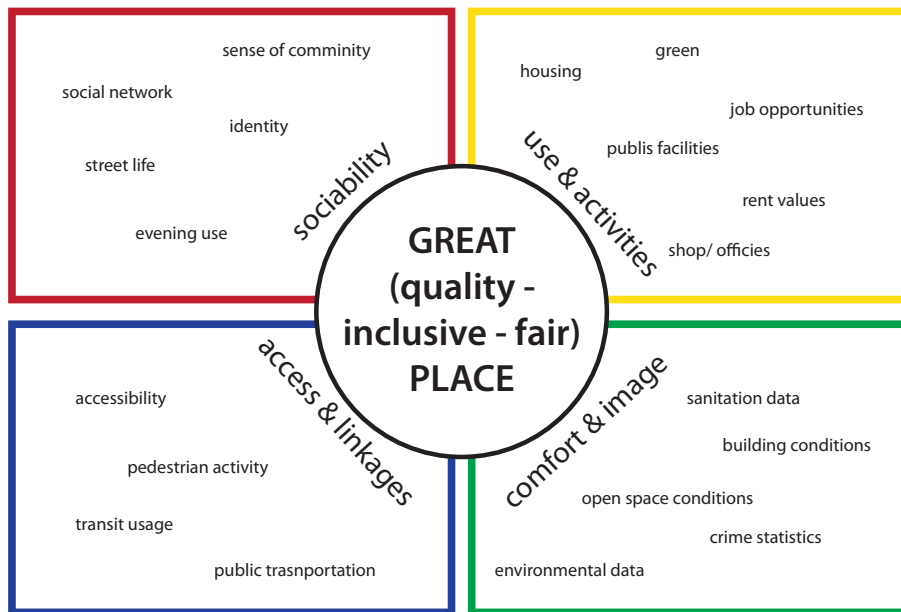 sense of comminity
social network
identity
street life
evening use
sociability
green
housing
job opportunities
publis facilities
rent values
shop/ officies
use & activities
GREAT
(quality -
inclusive - fair)
PLACE
access & linkages
accessibility
pedestrian activity
transit usage
public trasnportation
comfort & image
sanitation data
building conditions
open space conditions
crime statistics
environmental data